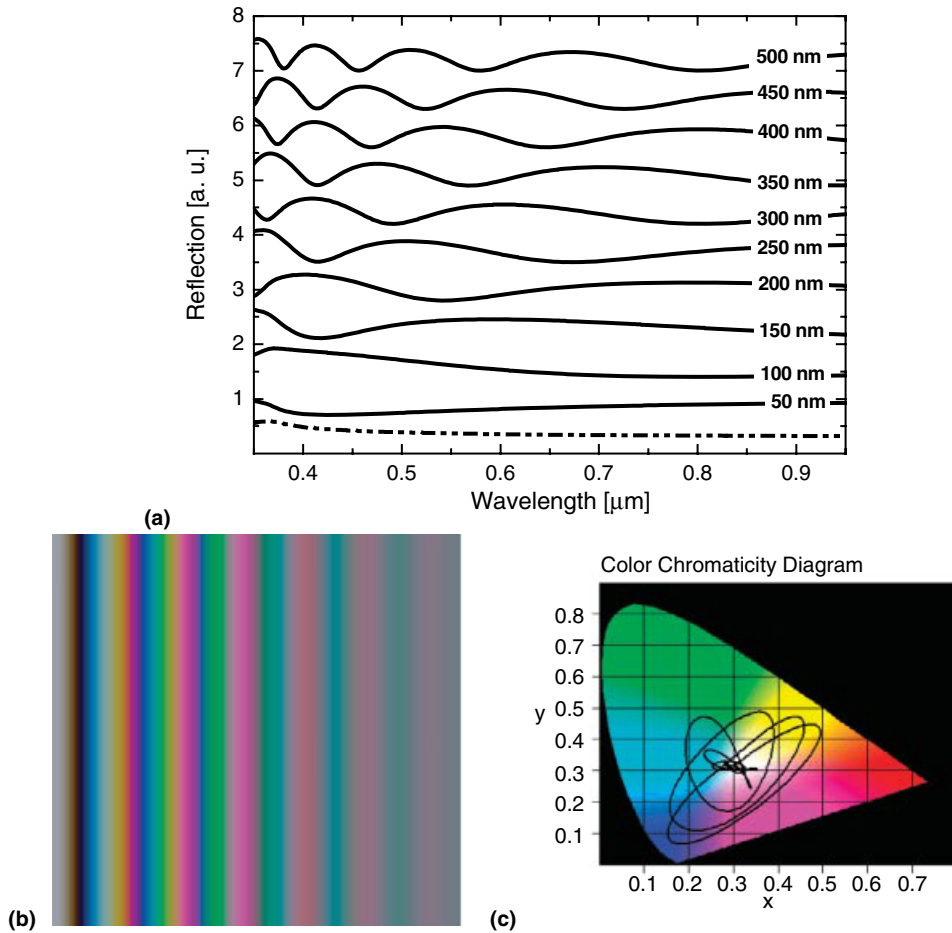 8
7
6
5
4
3
2
1
Reflection [a. u.]
500 nm
450 nm
400 nm
350 nm
300 nm
250 nm
200 nm
150 nm
100 nm
50 nm
0.4 0.5 0.6 0.7 0.8 0.9
Wavelength [μm]
(a)
(b)
Color Chromaticity Diagram
0.8
0.7
0.6
0.5
0.4
0.3
0.2
0.1
y
0.1 0.2 0.3 0.4 0.5 0.6 0.7
x
(c)